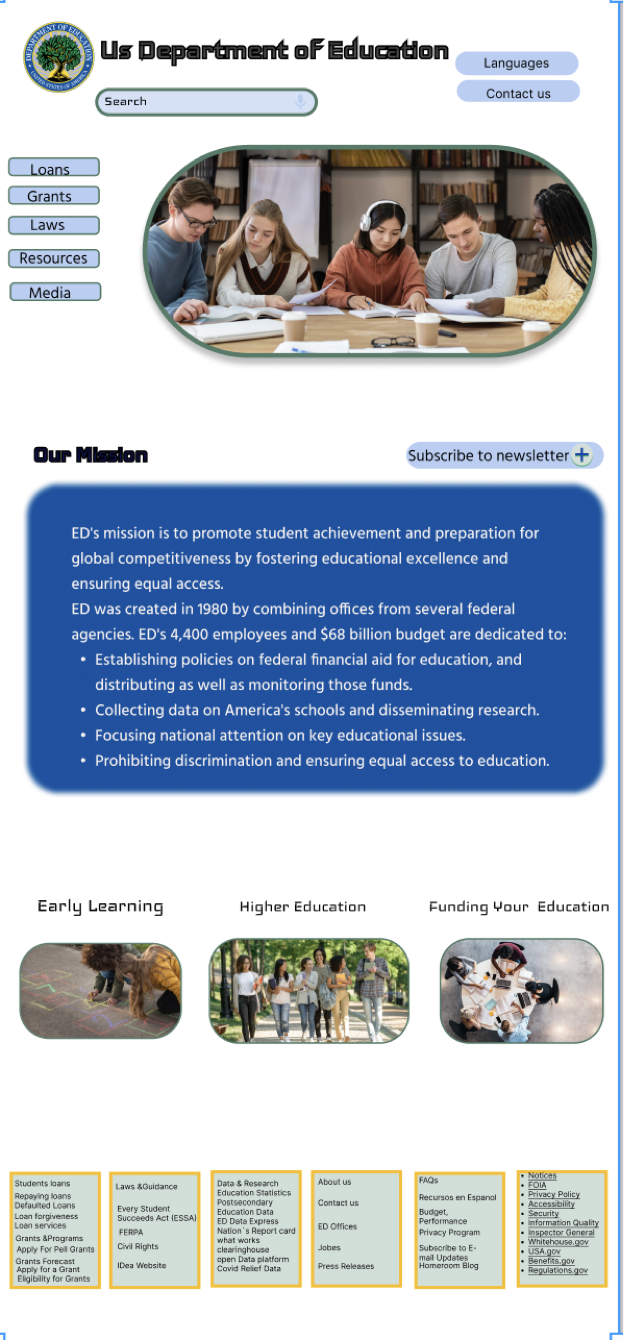 DEPARTMENT OF EDUCATION
UNITED STATES OF AMERICA
Us Department of Education
Languages
Contact us
Search
Loans
Grants
Laws
Resources
Media
Our Mission
Subscribe to newsletter
ED's mission is to promote student achievement and preparation for
global competitiveness by fostering educational excellence and
ensuring equal access.
ED was created in 1980 by combining offices from several federal
agencies. ED's 4,400 employees and $68 billion budget are dedicated to:
• Establishing policies on federal financial aid for education, and
distributing as well as monitoring those funds.
• Collecting data on America's schools and disseminating research.
• Focusing national attention on key educational issues.
• Prohibiting discrimination and ensuring equal access to education.
Early Learning
Higher Education
Funding Your Education
Students loans
Repaying loans
Defaulted Loans
Loan forgiveness
Loan services
Grants &Programs
Apply For Pell Grants
Grants Forecast
Apply for a Grant
Eligibility for Grants
Laws &Guidance
Every Student
Succeeds Act (ESSA)
FERPA
Civil Rights
IDea Website
Data & Research
Education Statistics
Postsecondary
Education Data
ED Data Express
Nation´s Report card
what works
clearinghouse
open Data platform
Covid Relief Data
About us
Contact us
ED Offices
Jobes
Press Releases
FAQs
Recursos en Espanol
Budget,
Performance
Privacy Program
Subscribe to E-
mail Updates
Homeroom Blog
• Notices
• FOIA
• Privacy Policy
• Accessibility
• Security
• Information Quality
• Inspector General
• Whitehouse.gov
• USA.gov
• Benefits.gov
• Regulations.gov